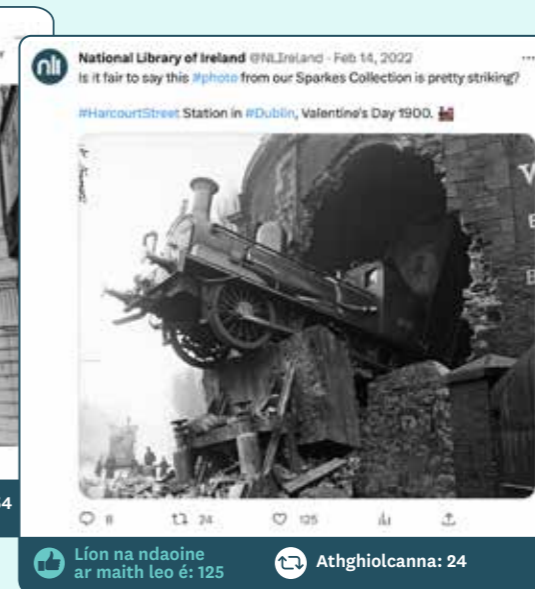 nli
National Library of Ireland @NLIreland · Feb 14, 2022
Is it fair to say this #photo from our Sparkes Collection is pretty striking?
#HarcourtStreet Station in #Dublin, Valentine's Day 1900.
8 24 125
Líon na ndaoine
ar maith leo é: 125
Athghiolcanna: 24